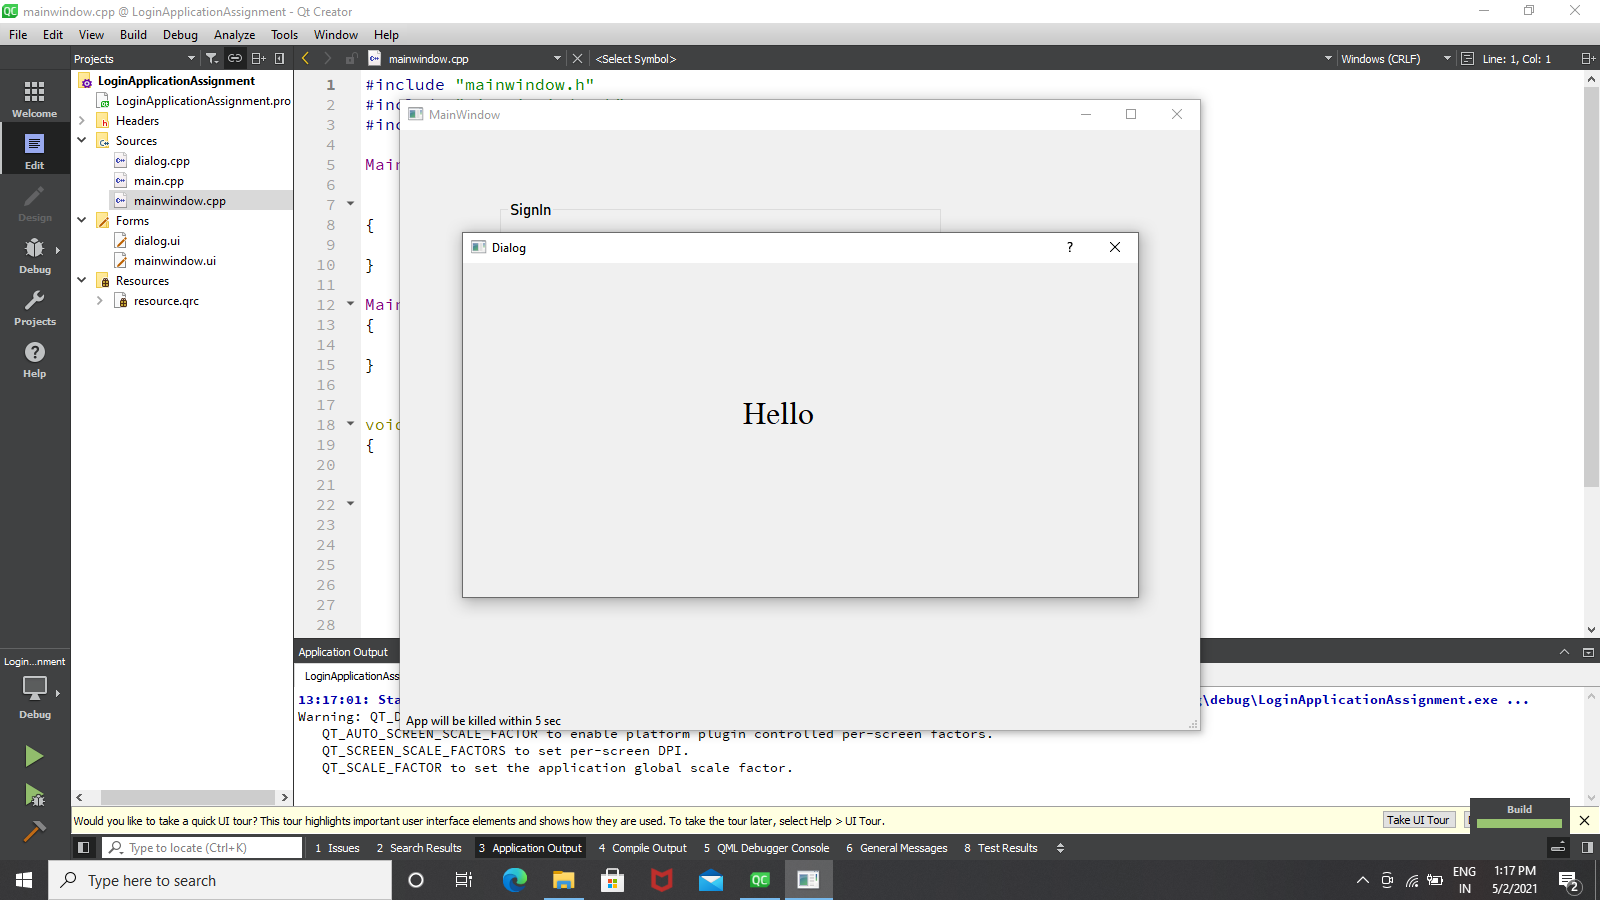 mainwindow.cpp @ LoginApplicationAssignment - Qt Creator
File Edit View Build Debug Analyze Tools Window Help
Projects
mainwindow.cpp
<Select Symbol>
Windows (CRLF)
Line: 1, Col: 1
Welcome
Edit
Design
Debug
Projects
Help
LoginApplicationAssignment
LoginApplicationAssignment.pro
Headers
Sources
dialog.cpp
main.cpp
mainwindow.cpp
Forms
dialog.ui
mainwindow.ui
Resources
resource.qrc
1 #include "mainwindow.h"
2 #inc
3 #inc
4
5 Main
6
7
8 {
9
10 }
11
12 Main
13 {
14
15 }
16
17
18 void
19 {
20
21
22
23
24
25
26
27
28
MainWindow
SignIn
Dialog
?
Hello
App will be killed within 5 sec
Login...nment
Debug
Application Output
LoginApplicationAss
13:17:01: Sta
g\debug\LoginApplicationAssignment.exe ...
Warning: QT_D
QT_AUTO_SCREEN_SCALE_FACTOR to enable platform plugin controlled per-screen factors.
QT_SCREEN_SCALE_FACTORS to set per-screen DPI.
QT_SCALE_FACTOR to set the application global scale factor.
Would you like to take a quick UI tour? This tour highlights important user interface elements and shows how they are used. To take the tour later, select Help > UI Tour.
Take UI Tour
Build
Type to locate (Ctrl+K)
1 Issues 2 Search Results 3 Application Output 4 Compile Output 5 QML Debugger Console 6 General Messages 8 Test Results
Type here to search
QC
ENG
IN
1:17 PM
5/2/2021
2